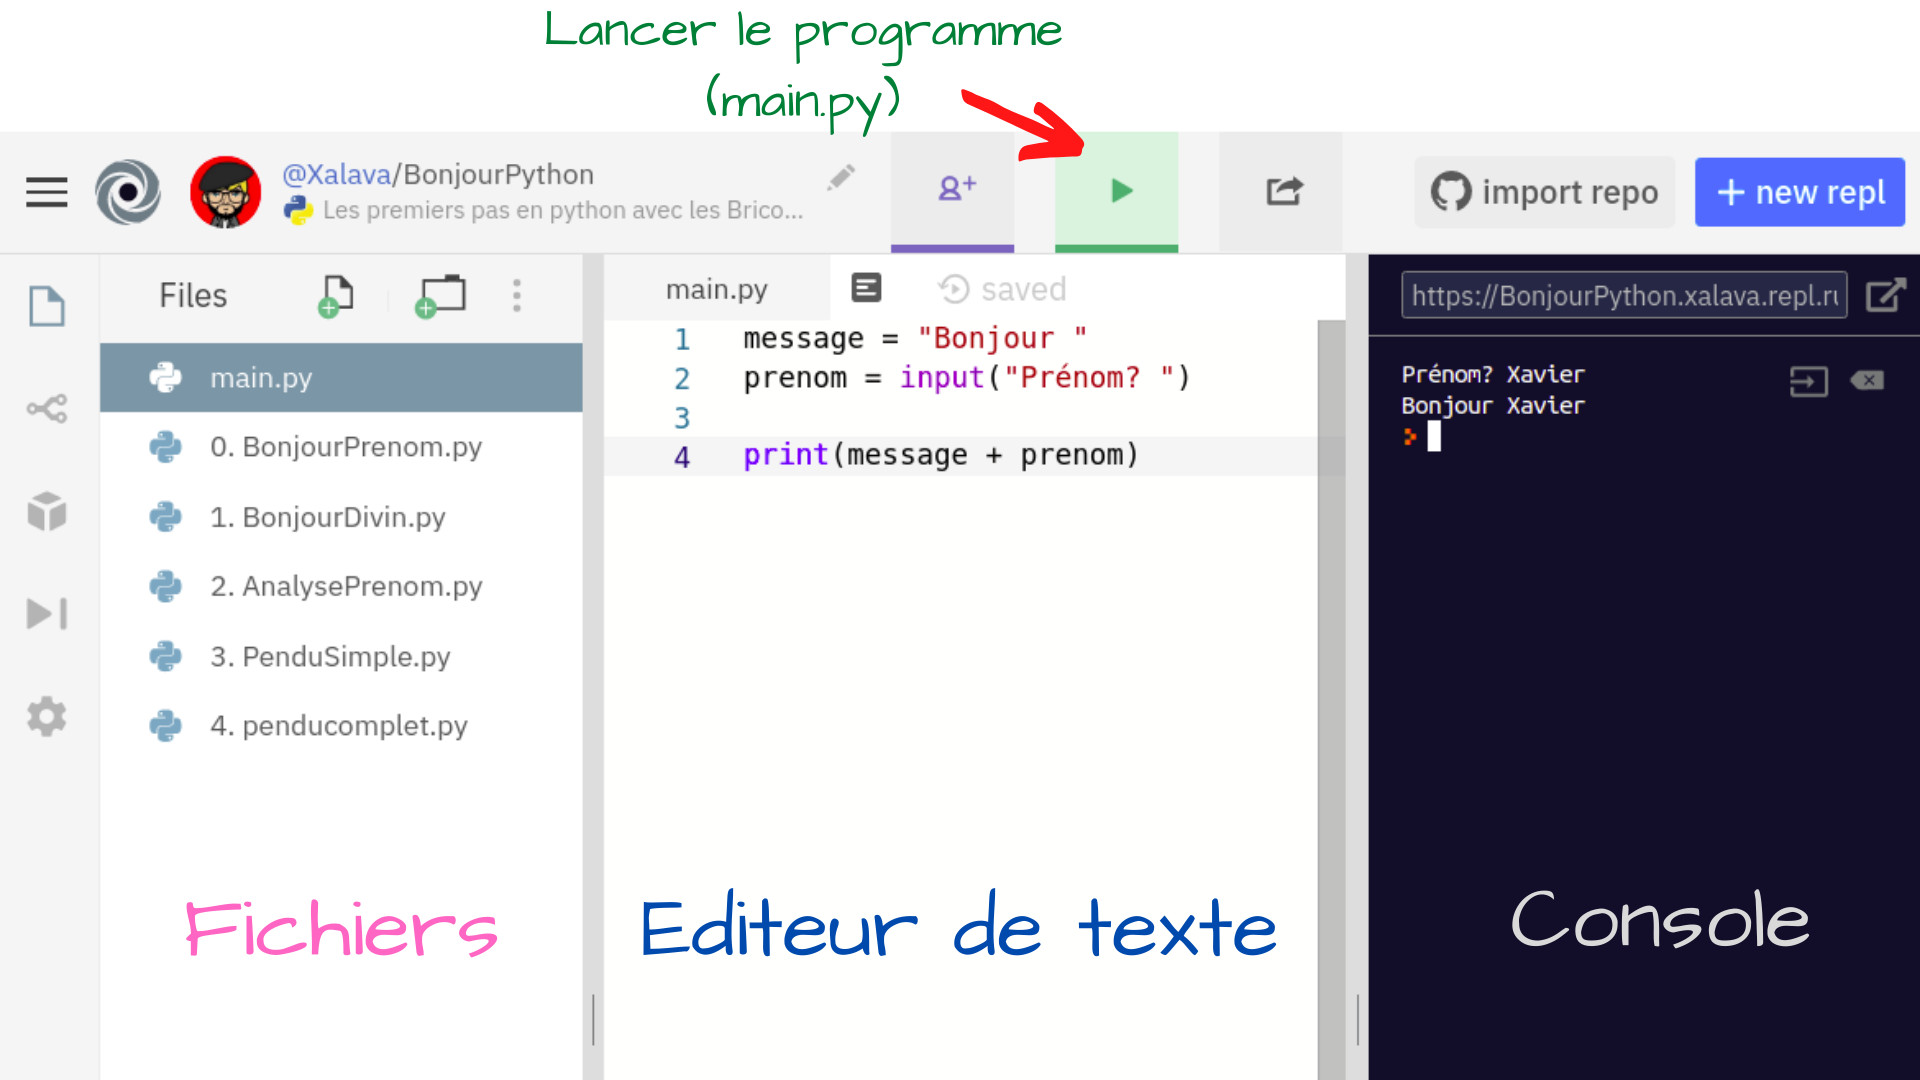 Lancer le programme
(main.py)
@Xalava/BonjourPython
Les premiers pas en python avec les Brico...
import repo
+ new repl
Files
main.py
0. BonjourPrenom.py
1. BonjourDivin.py
2. AnalysePrenom.py
3. PenduSimple.py
4. penducomplet.py
Fichiers
main.py
saved
1 message = "Bonjour "
2 prenom = input("Prénom? ")
3
4 print(message + prenom)
Editeur de texte
https://BonjourPython.xalava.repl.ru
Prénom? Xavier
Bonjour Xavier
>
Console